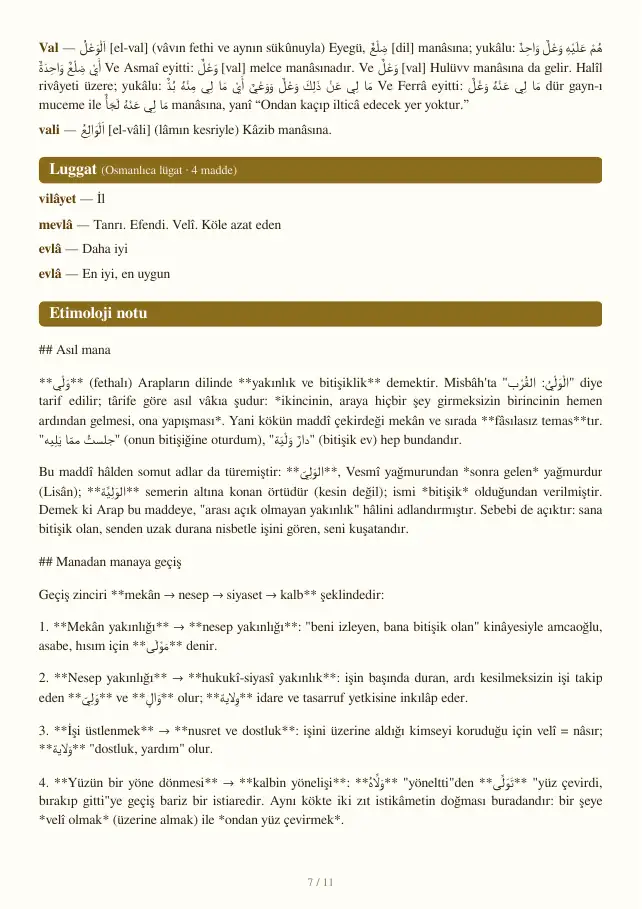 Val — اَلْوَعْلُ [el-val] (vâvın fethi ve aynın sükûnuyla) Eyegü, ضِلْعٌ [dil] manâsına; yukâlu: هُمْ عَلَيْهِ وَعْلٌ وَاحِدٌ
أَيْ ضِلَعٌ وَاحِدَةٌ Ve Asmaî eyitti: وَعْلٌ [val] melce manâsınadır. Ve وَعْلٌ [val] Hulüvv manâsına da gelir. Halîl
rivâyeti üzere; yukâlu: مَا لِي عَنْ ذَلِكَ وَعْلٌ وَوَعْيٌ أَيْ مَا لِي مِنْهُ بُدٌّ Ve Ferrâ eyitti: مَا لِي عَنْهُ وَغْلٌ dür gayn-ı
muceme ile مَا لِي عَنْهُ لَجَأٌ manâsına, yanî “Ondan kaçıp ilticâ edecek yer yoktur.”
vali — اَلْوَالِعُ [el-vâli] (lâmın kesriyle) Kâzib manâsına.
Luggat (Osmanlıca lügat · 4 madde)
vilâyet — İl
mevlâ — Tanrı. Efendi. Velî. Köle azat eden
evlâ — Daha iyi
evlâ — En iyi, en uygun
Etimoloji notu
## Asıl mana
**وَلْي** (fethalı) Arapların dilinde **yakınlık ve bitişiklik** demektir. Misbâh'ta "الْوَلْيُ: القُرْب" diye
tarif edilir; târife göre asıl vâkıa şudur: *ikincinin, araya hiçbir şey girmeksizin birincinin hemen
ardından gelmesi, ona yapışması*. Yani kökün maddî çekirdeği mekân ve sırada **fâsılasız temas**tır.
"جلستُ ممّا يَلِيه" (onun bitişiğine oturdum), "دارٌ وَلْيَة" (bitişik ev) hep bundandır.
Bu maddî hâlden somut adlar da türemiştir: **الوَلِيّ**, Vesmî yağmurundan *sonra gelen* yağmurdur
(Lisân); **الوَلِيَّة** semerin altına konan örtüdür (kesin değil); ismi *bitişik* olduğundan verilmiştir.
Demek ki Arap bu maddeye, "arası açık olmayan yakınlık" hâlini adlandırmıştır. Sebebi de açıktır: sana
bitişik olan, senden uzak durana nisbetle işini gören, seni kuşatandır.
## Manadan manaya geçiş
Geçiş zinciri **mekân → nesep → siyaset → kalb** şeklindedir:
1. **Mekân yakınlığı** → **nesep yakınlığı**: "beni izleyen, bana bitişik olan" kinâyesiyle amcaoğlu,
asabe, hısım için **مَوْلًى** denir.
2. **Nesep yakınlığı** → **hukukî-siyasî yakınlık**: işin başında duran, ardı kesilmeksizin işi takip
eden **وَلِيّ** ve **وَالٍ** olur; **وِلاية** idare ve tasarruf yetkisine inkılâp eder.
3. **İşi üstlenmek** → **nusret ve dostluk**: işini üzerine aldığı kimseyi koruduğu için velî = nâsır;
**وَلاية** "dostluk, yardım" olur.
4. **Yüzün bir yöne dönmesi** → **kalbin yönelişi**: **وَلَّاهُ** "yöneltti"den **تَوَلَّى** "yüz çevirdi,
bırakıp gitti"ye geçiş bariz bir istiaredir. Aynı kökte iki zıt istikâmetin doğması buradandır: bir şeye
*velî olmak* (üzerine almak) ile *ondan yüz çevirmek*.
7 / 11